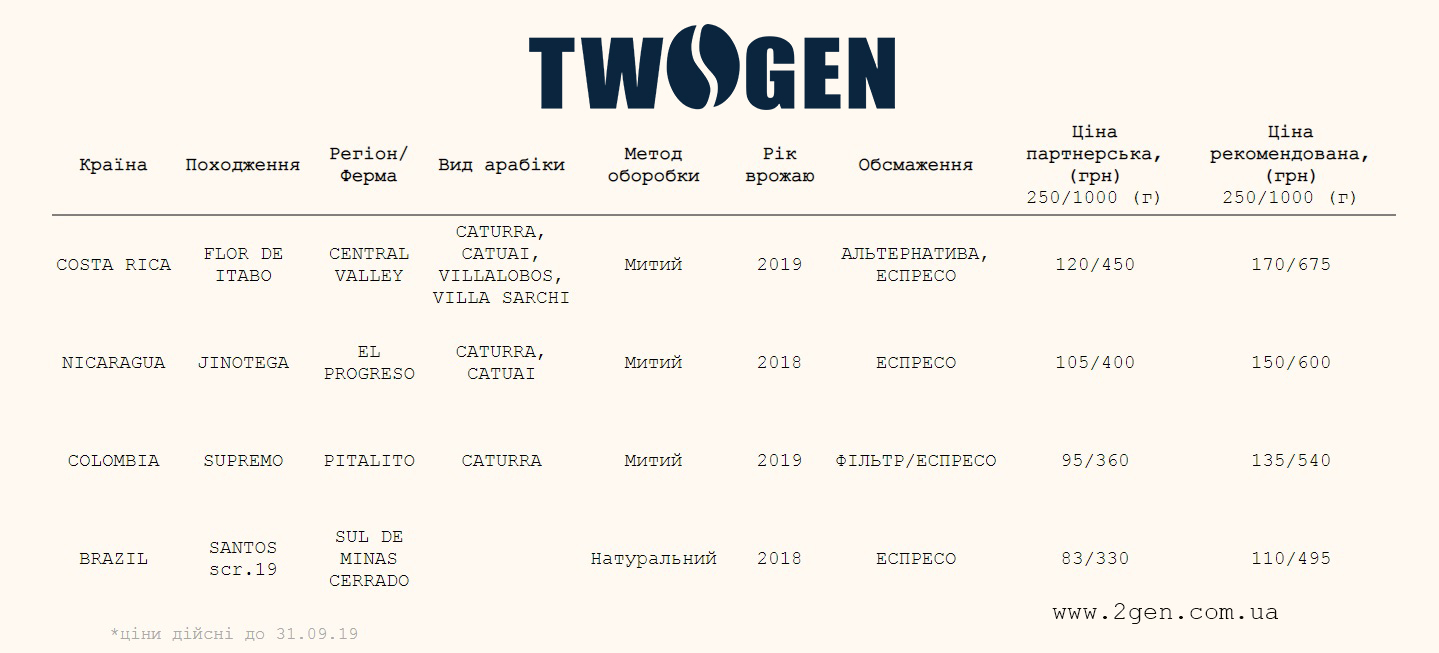 TWOGEN
Країна Походження Регіон/ Ферма Вид арабіки Метод оборобки Рік врожаю Обсмаження Ціна партнерська, (грн) 250/1000 (г) Ціна рекомендована, (грн) 250/1000 (г)
COSTA RICA FLOR DE ITABO CENTRAL VALLEY CATURRA, CATUAI, VILLALOBOS, VILLA SARCHI Митий 2019 АЛЬТЕРНАТИВА, ЕСПРЕСО 120/450 170/675
NICARAGUA JINOTEGA EL PROGRESO CATURRA, CATUAI Митий 2018 ЕСПРЕСО 105/400 150/600
COLOMBIA SUPREMO PITALITO CATURRA Митий 2019 ФІЛЬТР/ЕСПРЕСО 95/360 135/540
BRAZIL SANTOS scr.19 SUL DE MINAS CERRADO Натуральний 2018 ЕСПРЕСО 83/330 110/495
www.2gen.com.ua
*ціни дійсні до 31.09.19